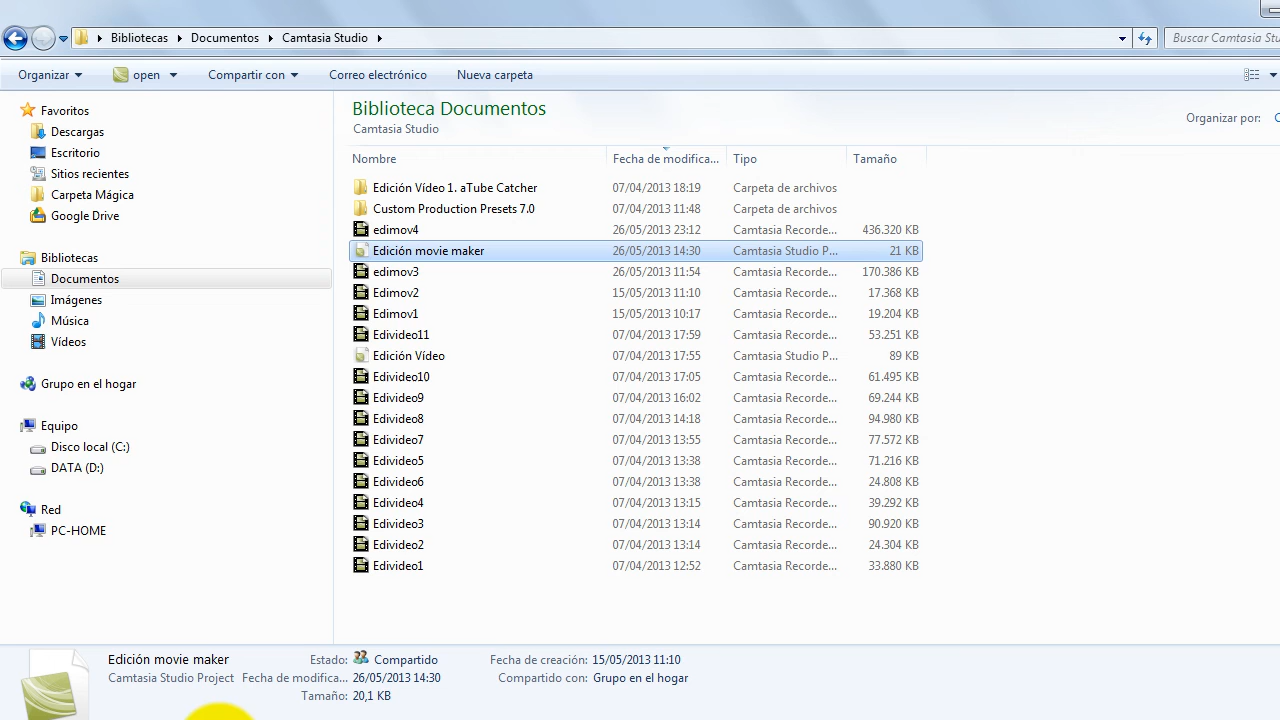 Bibliotecas Documentos Camtasia Studio Buscar Camtasia Stu
Organizar open Compartir con Correo electrónico Nueva carpeta
Favoritos
Descargas
Escritorio
Sitios recientes
Carpeta Mágica
Google Drive
Bibliotecas
Documentos
Imágenes
Música
Vídeos
Grupo en el hogar
Equipo
Disco local (C:)
DATA (D:)
Red
PC-HOME
Biblioteca Documentos
Camtasia Studio
Organizar por:
Nombre Fecha de modifica... Tipo Tamaño
Edición Vídeo 1. aTube Catcher 07/04/2013 18:19 Carpeta de archivos
Custom Production Presets 7.0 07/04/2013 11:48 Carpeta de archivos
edimov4 26/05/2013 23:12 Camtasia Recorde... 436.320 KB
Edición movie maker 26/05/2013 14:30 Camtasia Studio P... 21 KB
edimov3 26/05/2013 11:54 Camtasia Recorde... 170.386 KB
Edimov2 15/05/2013 11:10 Camtasia Recorde... 17.368 KB
Edimov1 15/05/2013 10:17 Camtasia Recorde... 19.204 KB
Edivideo11 07/04/2013 17:59 Camtasia Recorde... 53.251 KB
Edición Vídeo 07/04/2013 17:55 Camtasia Studio P... 89 KB
Edivideo10 07/04/2013 17:05 Camtasia Recorde... 61.495 KB
Edivideo9 07/04/2013 16:02 Camtasia Recorde... 69.244 KB
Edivideo8 07/04/2013 14:18 Camtasia Recorde... 94.980 KB
Edivideo7 07/04/2013 13:55 Camtasia Recorde... 77.572 KB
Edivideo5 07/04/2013 13:38 Camtasia Recorde... 71.216 KB
Edivideo6 07/04/2013 13:38 Camtasia Recorde... 24.808 KB
Edivideo4 07/04/2013 13:15 Camtasia Recorde... 39.292 KB
Edivideo3 07/04/2013 13:14 Camtasia Recorde... 90.920 KB
Edivideo2 07/04/2013 13:14 Camtasia Recorde... 24.304 KB
Edivideo1 07/04/2013 12:52 Camtasia Recorde... 33.880 KB
Edición movie maker Estado: Compartido Fecha de creación: 15/05/2013 11:10
Camtasia Studio Project Fecha de modifica... 26/05/2013 14:30 Compartido con: Grupo en el hogar
Tamaño: 20,1 KB